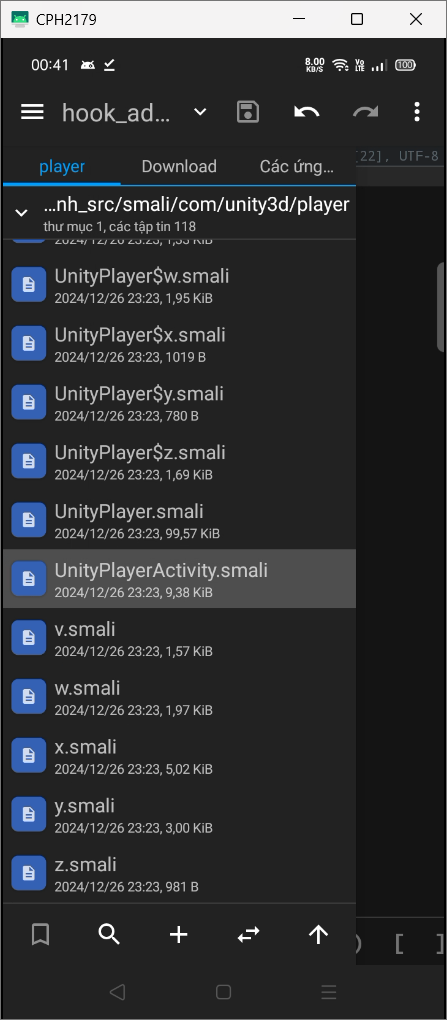 CPH2179
00:41
8.00 KB/S
Vo LTE
100
hook_ad...
[22], UTF-8
player
Download
Các ứng...
...nh_src/smali/com/unity3d/player
thư mục 1, các tập tin 118
2024/12/26 23:23, 1,33 KiB
UnityPlayer$w.smali
2024/12/26 23:23, 1,95 KiB
UnityPlayer$x.smali
2024/12/26 23:23, 1019 B
UnityPlayer$y.smali
2024/12/26 23:23, 780 B
UnityPlayer$z.smali
2024/12/26 23:23, 1,69 KiB
UnityPlayer.smali
2024/12/26 23:23, 99,57 KiB
UnityPlayerActivity.smali
2024/12/26 23:23, 9,38 KiB
v.smali
2024/12/26 23:23, 1,57 KiB
w.smali
2024/12/26 23:23, 1,97 KiB
x.smali
2024/12/26 23:23, 5,02 KiB
y.smali
2024/12/26 23:23, 3,00 KiB
z.smali
2024/12/26 23:23, 981 B
) [ ]